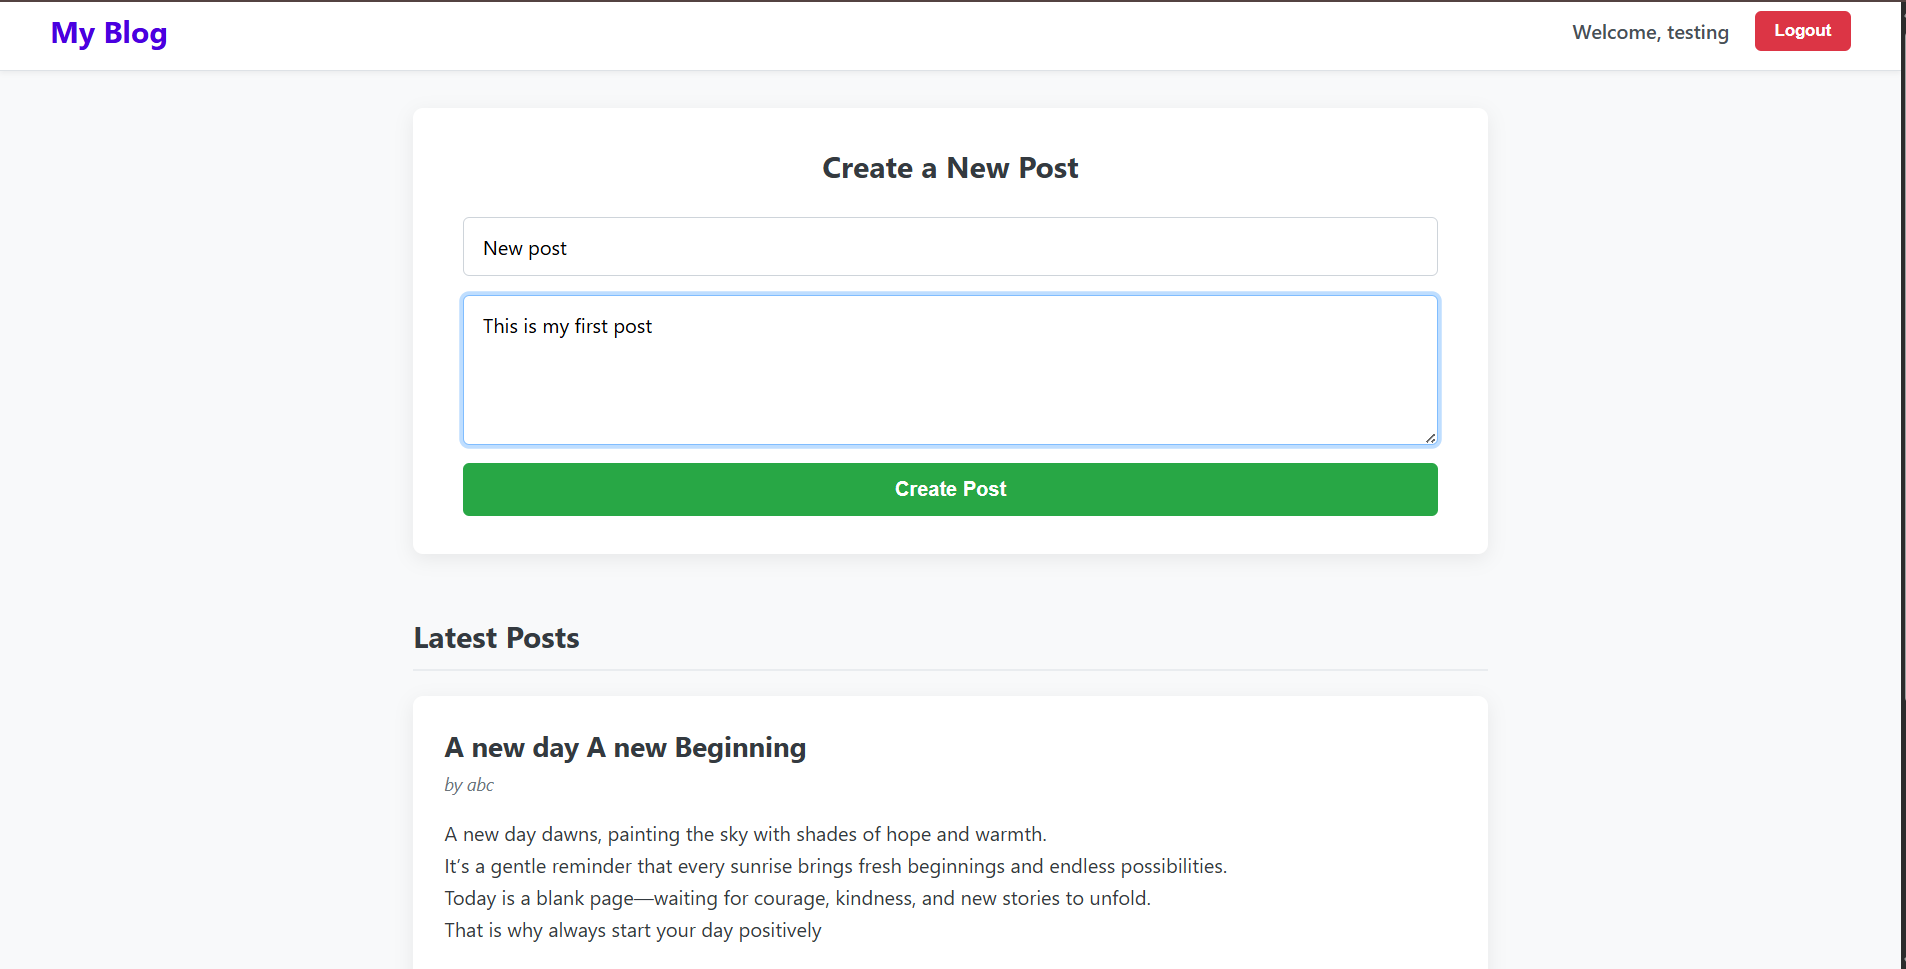 My Blog
Welcome, testing
Logout
Create a New Post
New post
This is my first post
Create Post
Latest Posts
A new day A new Beginning
by abc
A new day dawns, painting the sky with shades of hope and warmth.
It’s a gentle reminder that every sunrise brings fresh beginnings and endless possibilities.
Today is a blank page—waiting for courage, kindness, and new stories to unfold.
That is why always start your day positively